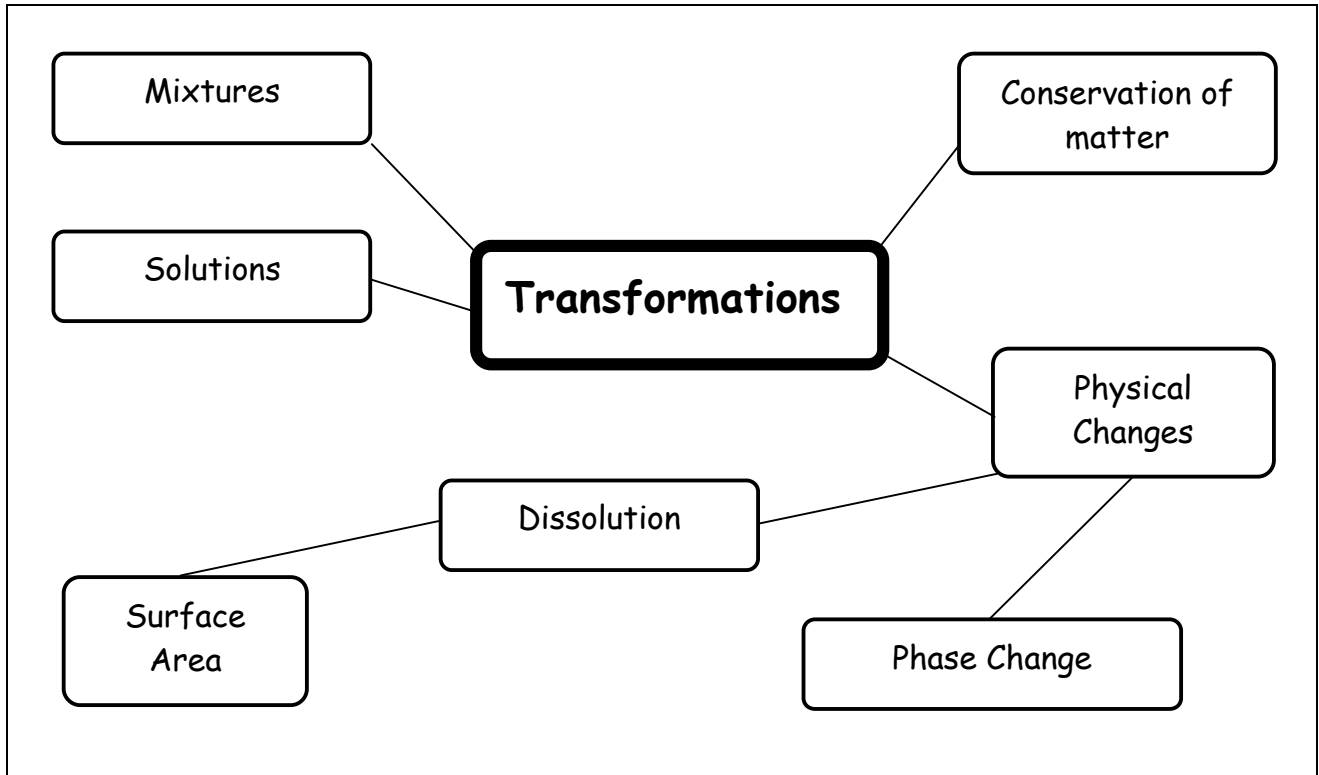 Mixtures
Conservation of
matter
Solutions
Transformations
Physical
Changes
Dissolution
Surface
Area
Phase Change